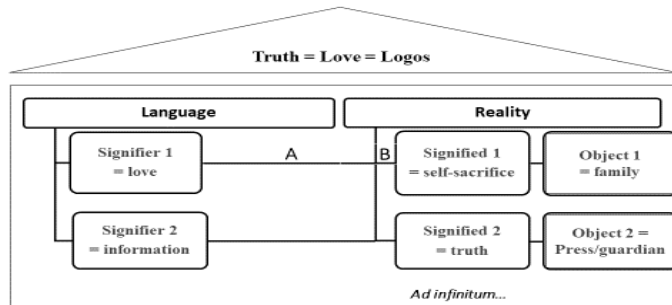 Truth = Love = Logos
Language
Reality
Signifier 1
= love
A
B
Signified 1
= self-sacrifice
Object 1
= family
Signifier 2
= information
Signified 2
= truth
Object 2 =
Press/guardian
Ad infinitum...